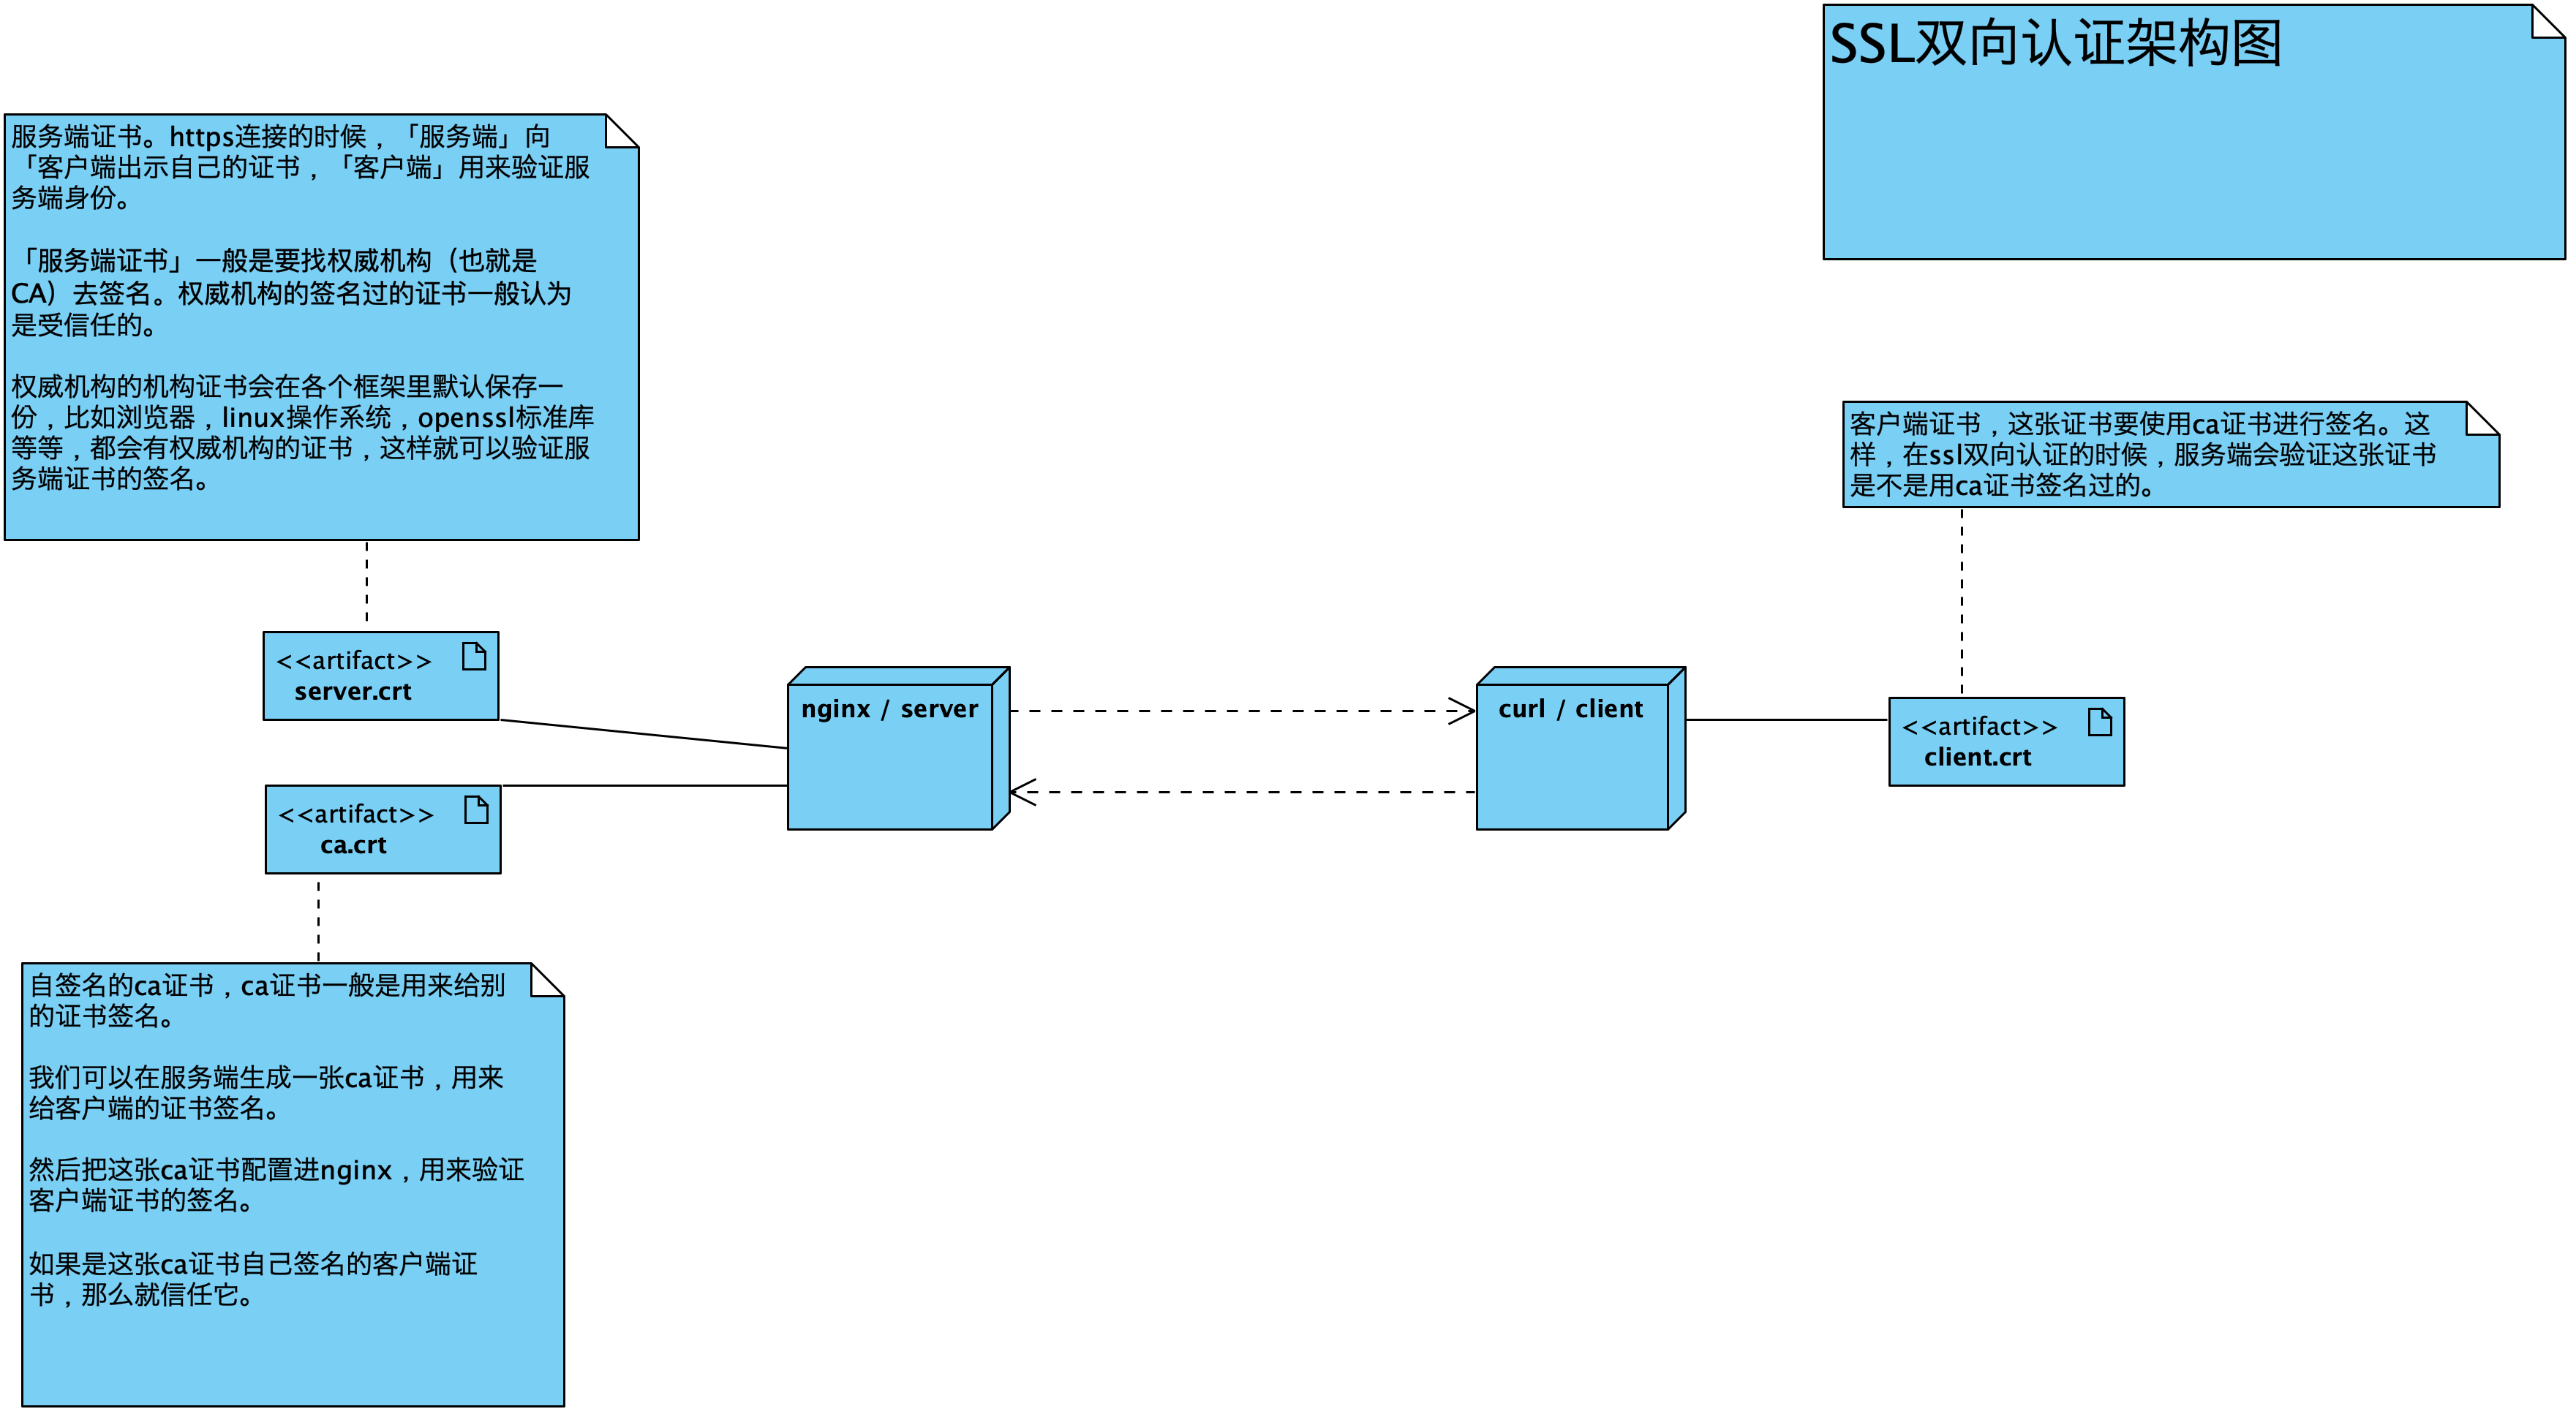 SSL双向认证架构图
服务端证书。https连接的时候，「服务端」向
「客户端出示自己的证书，「客户端」用来验证服
务端身份。
「服务端证书」一般是要找权威机构（也就是
CA）去签名。权威机构的签名过的证书一般认为
是受信任的。
权威机构的机构证书会在各个框架里默认保存一
份，比如浏览器，linux操作系统，openssl标准库
等等，都会有权威机构的证书，这样就可以验证服
务端证书的签名。
客户端证书，这张证书要使用ca证书进行签名。这
样，在ssl双向认证的时候，服务端会验证这张证书
是不是用ca证书签名过的。
<<artifact>>
server.crt
nginx / server
curl / client
<<artifact>>
client.crt
<<artifact>>
ca.crt
自签名的ca证书，ca证书一般是用来给别
的证书签名。
我们可以在服务端生成一张ca证书，用来
给客户端的证书签名。
然后把这张ca证书配置进nginx，用来验证
客户端证书的签名。
如果是这张ca证书自己签名的客户端证
书，那么就信任它。